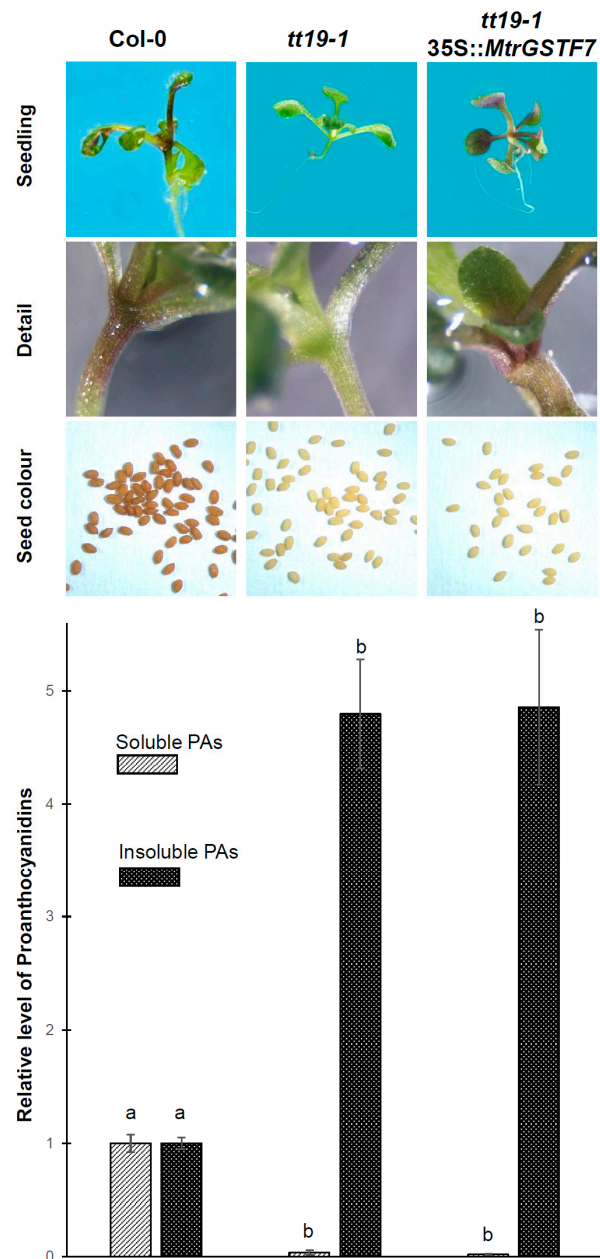 Col-0
tt19-1
tt19-1
35S::MtrGSTF7
Seedling
Detail
Seed colour
Relative level of Proanthocyanidins
5
4
3
2
1
0
Soluble PAs
Insoluble PAs
a
a
b
b
b
b